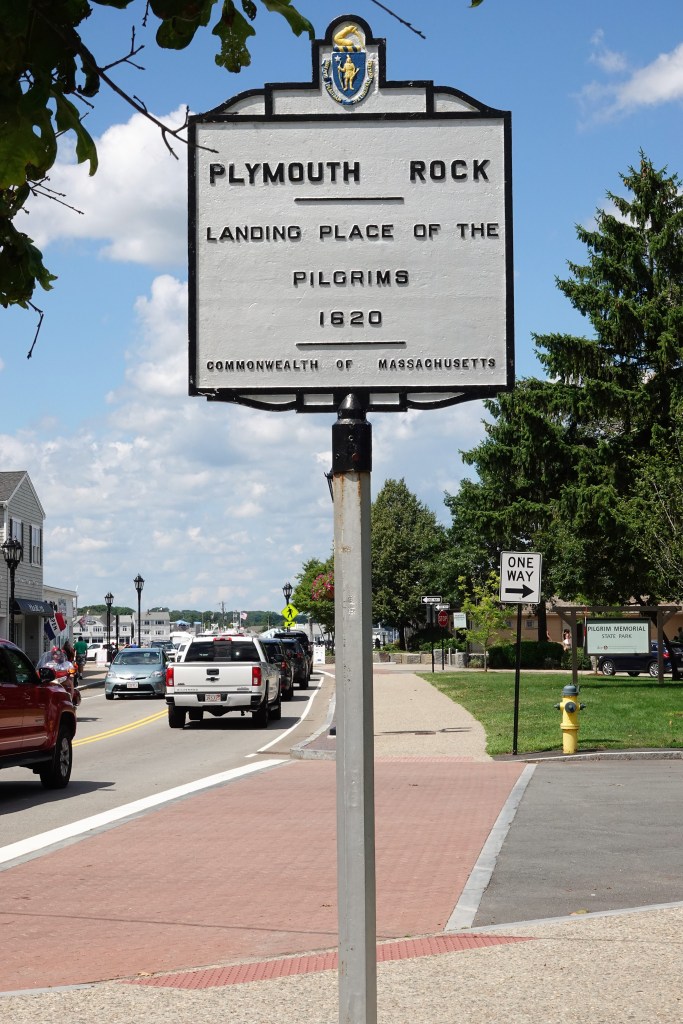 PLYMOUTH ROCK
LANDING PLACE OF THE
PILGRIMS
1620
COMMONWEALTH OF MASSACHUSETTS
ONE
WAY
PILGRIM MEMORIAL
STATE PARK